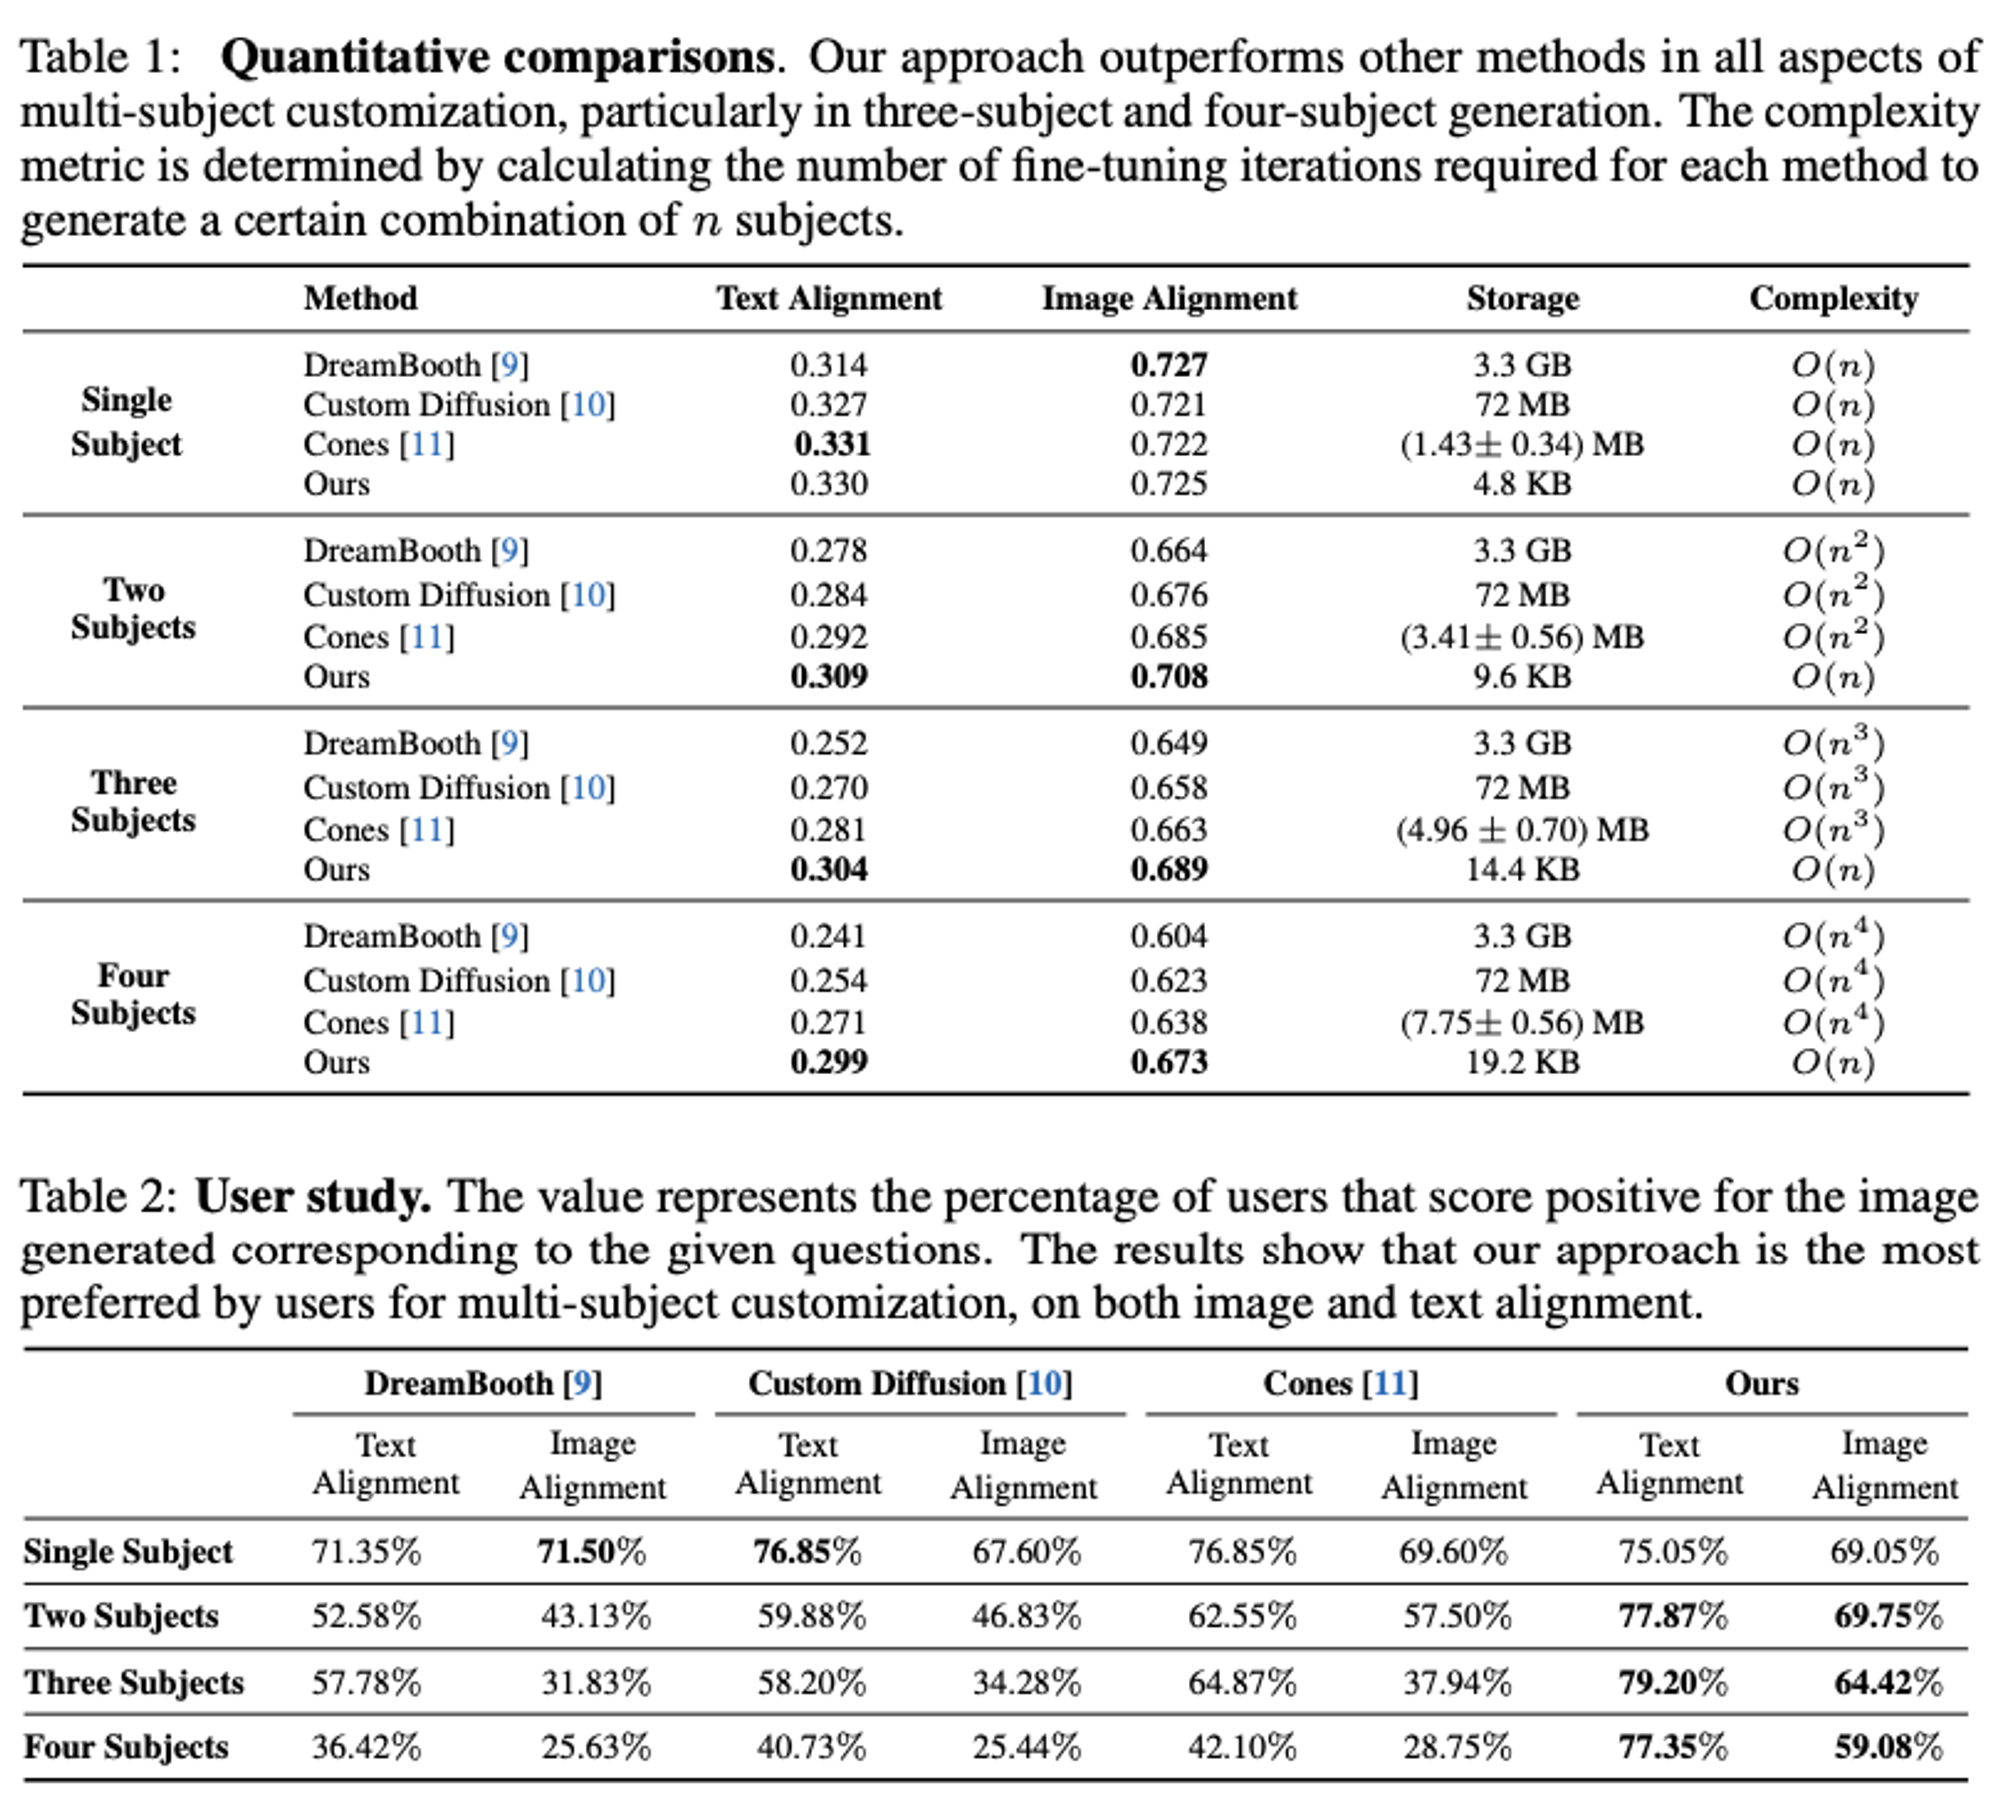 Table 1: Quantitative comparisons. Our approach outperforms other methods in all aspects of
multi-subject customization, particularly in three-subject and four-subject generation. The complexity
metric is determined by calculating the number of fine-tuning iterations required for each method to
generate a certain combination of n subjects.
Method Text Alignment Image Alignment Storage Complexity
Single Subject
DreamBooth [9] 0.314 0.727 3.3 GB O(n)
Custom Diffusion [10] 0.327 0.721 72 MB O(n)
Cones [11] 0.331 0.722 (1.43± 0.34) MB O(n)
Ours 0.330 0.725 4.8 KB O(n)
Two Subjects
DreamBooth [9] 0.278 0.664 3.3 GB O(n²)
Custom Diffusion [10] 0.284 0.676 72 MB O(n²)
Cones [11] 0.292 0.685 (3.41± 0.56) MB O(n²)
Ours 0.309 0.708 9.6 KB O(n)
Three Subjects
DreamBooth [9] 0.252 0.649 3.3 GB O(n³)
Custom Diffusion [10] 0.270 0.658 72 MB O(n³)
Cones [11] 0.281 0.663 (4.96 ± 0.70) MB O(n³)
Ours 0.304 0.689 14.4 KB O(n)
Four Subjects
DreamBooth [9] 0.241 0.604 3.3 GB O(n⁴)
Custom Diffusion [10] 0.254 0.623 72 MB O(n⁴)
Cones [11] 0.271 0.638 (7.75± 0.56) MB O(n⁴)
Ours 0.299 0.673 19.2 KB O(n)
Table 2: User study. The value represents the percentage of users that score positive for the image
generated corresponding to the given questions. The results show that our approach is the most
preferred by users for multi-subject customization, on both image and text alignment.
DreamBooth [9] Custom Diffusion [10] Cones [11] Ours
Text Image Text Image Text Image Text Image
Alignment Alignment Alignment Alignment Alignment Alignment Alignment Alignment
Single Subject 71.35% 71.50% 76.85% 67.60% 76.85% 69.60% 75.05% 69.05%
Two Subjects 52.58% 43.13% 59.88% 46.83% 62.55% 57.50% 77.87% 69.75%
Three Subjects 57.78% 31.83% 58.20% 34.28% 64.87% 37.94% 79.20% 64.42%
Four Subjects 36.42% 25.63% 40.73% 25.44% 42.10% 28.75% 77.35% 59.08%